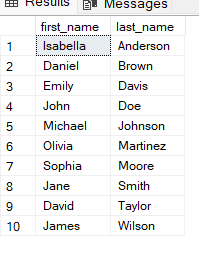 Results Messages
first_name last_name
1 Isabella Anderson
2 Daniel Brown
3 Emily Davis
4 John Doe
5 Michael Johnson
6 Olivia Martinez
7 Sophia Moore
8 Jane Smith
9 David Taylor
10 James Wilson